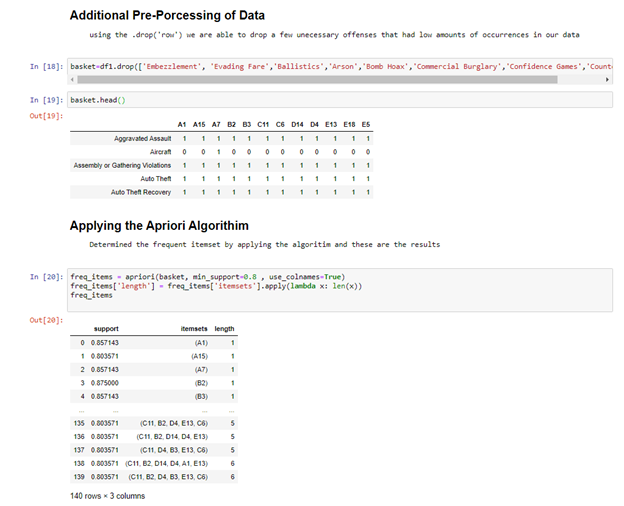 Additional Pre-Porcessing of Data
using the .drop('row') we are able to drop a few unecessary offenses that had low amounts of occurrences in our data
In [18]: basket=df1.drop(['Embezzlement', 'Evading Fare','Ballistics','Arson','Bomb Hoax','Commercial Burglary','Confidence Games','Count
In [19]: basket.head()
Out[19]:
A1 A15 A7 B2 B3 C11 C6 D14 D4 E13 E18 E5
Aggravated Assault 1 1 1 1 1 1 1 1 1 1 1 1
Aircraft 0 0 1 0 0 0 0 0 0 0 0 0
Assembly or Gathering Violations 1 1 1 1 1 1 1 1 1 1 1 1
Auto Theft 1 1 1 1 1 1 1 1 1 1 1 1
Auto Theft Recovery 1 1 1 1 1 1 1 1 1 1 1 1
Applying the Apriori Algorithim
Determined the frequent itemset by applying the algoritim and these are the results
In [20]: freq_items = apriori(basket, min_support=0.8 , use_colnames=True)
freq_items['length'] = freq_items['itemsets'].apply(lambda x: len(x))
freq_items
Out[20]:
support itemsets length
0 0.857143 (A1) 1
1 0.803571 (A15) 1
2 0.857143 (A7) 1
3 0.875000 (B2) 1
4 0.857143 (B3) 1
... ... ... ...
135 0.803571 (C11, B2, D4, E13, C6) 5
136 0.803571 (C11, B2, D14, D4, E13) 5
137 0.803571 (C11, D4, B3, E13, C6) 5
138 0.803571 (C11, B2, D14, D4, A1, E13) 6
139 0.803571 (C11, B2, D4, B3, E13, C6) 6
140 rows × 3 columns